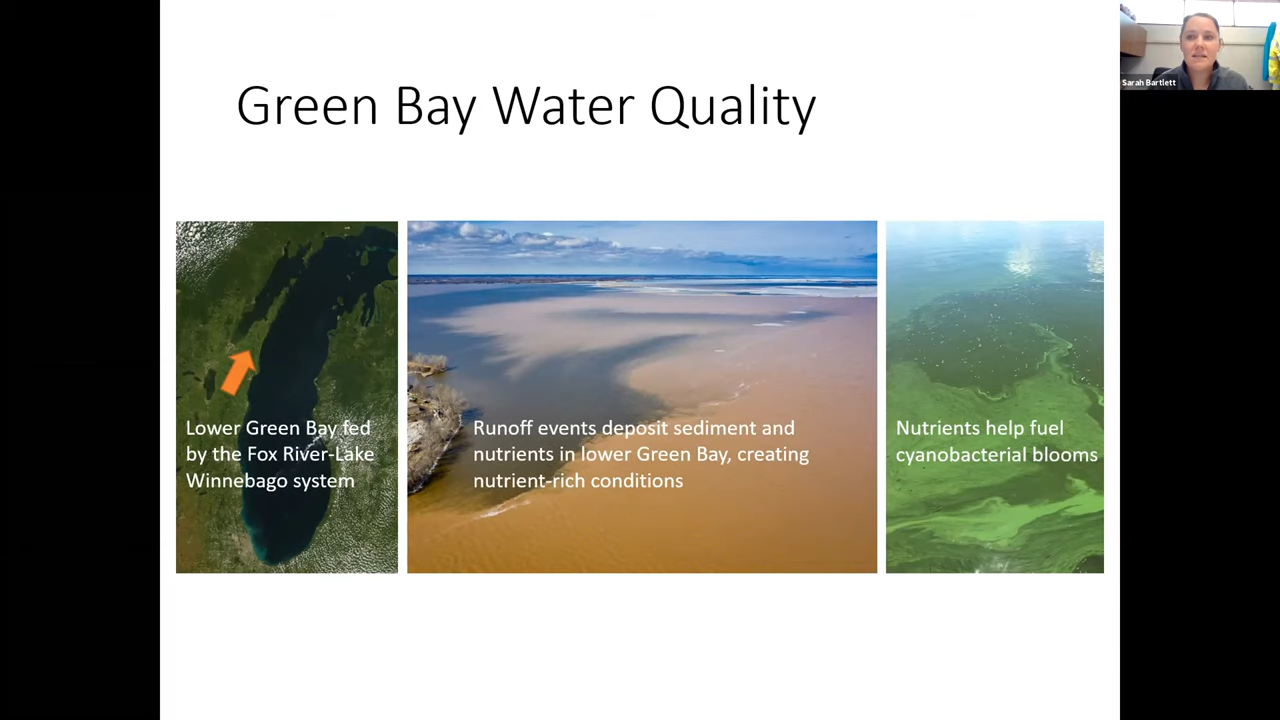 Green Bay Water Quality
Sarah Bartlett
Lower Green Bay fed
by the Fox River-Lake
Winnebago system
Runoff events deposit sediment and
nutrients in lower Green Bay, creating
nutrient-rich conditions
Nutrients help fuel
cyanobacterial blooms